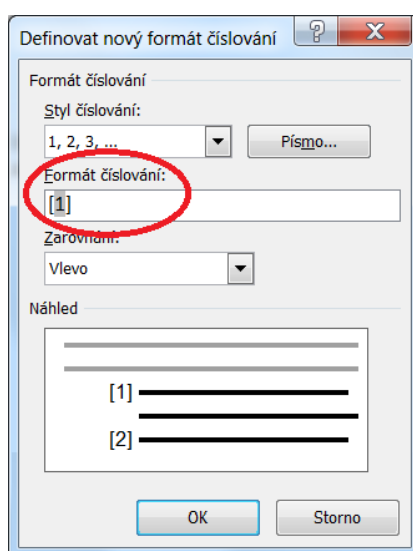 Definovat nový formát číslování
Formát číslování
Styl číslování:
1, 2, 3, ...
Písmo...
Formát číslování:
[1]
Zarovnání:
Vlevo
Náhled
[1]
[2]
OK
Storno